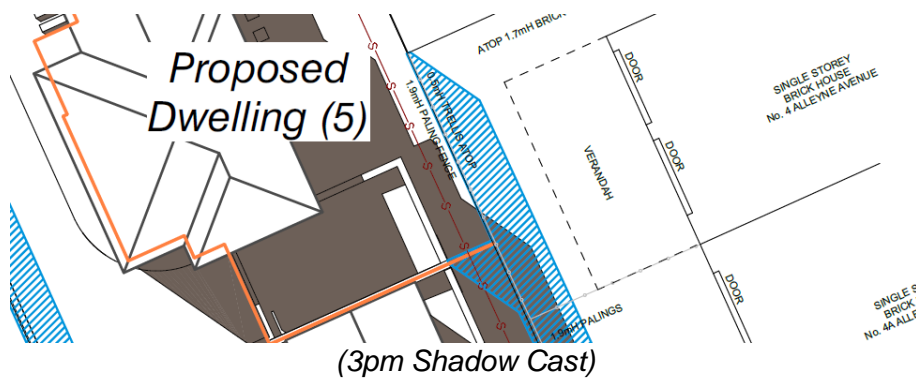 Proposed
Dwelling (5)
ATOP 1.7mH BRICK
0.5mH TRELLIS ATOP
1.9mH PALING FENCE
S
S
S
S
S
S
DOOR
DOOR
DOOR
VERANDAH
SINGLE STOREY
BRICK HOUSE
No. 4 ALLEYNE AVENUE
1.9mH PALINGS
SINGLE S
BRICK
No. 4A ALLE
(3pm Shadow Cast)